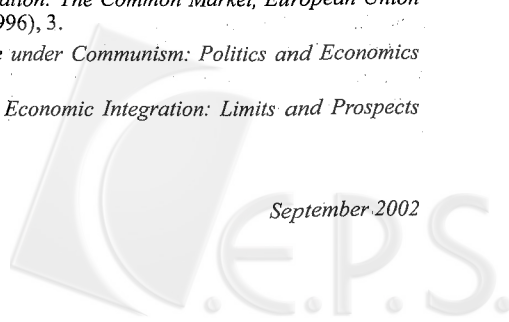 ation. The Common Market, European Union
996), 3.
e under Communism: Politics and Economics
Economic Integration: Limits and Prospects
September 2002
C.E.P.S.